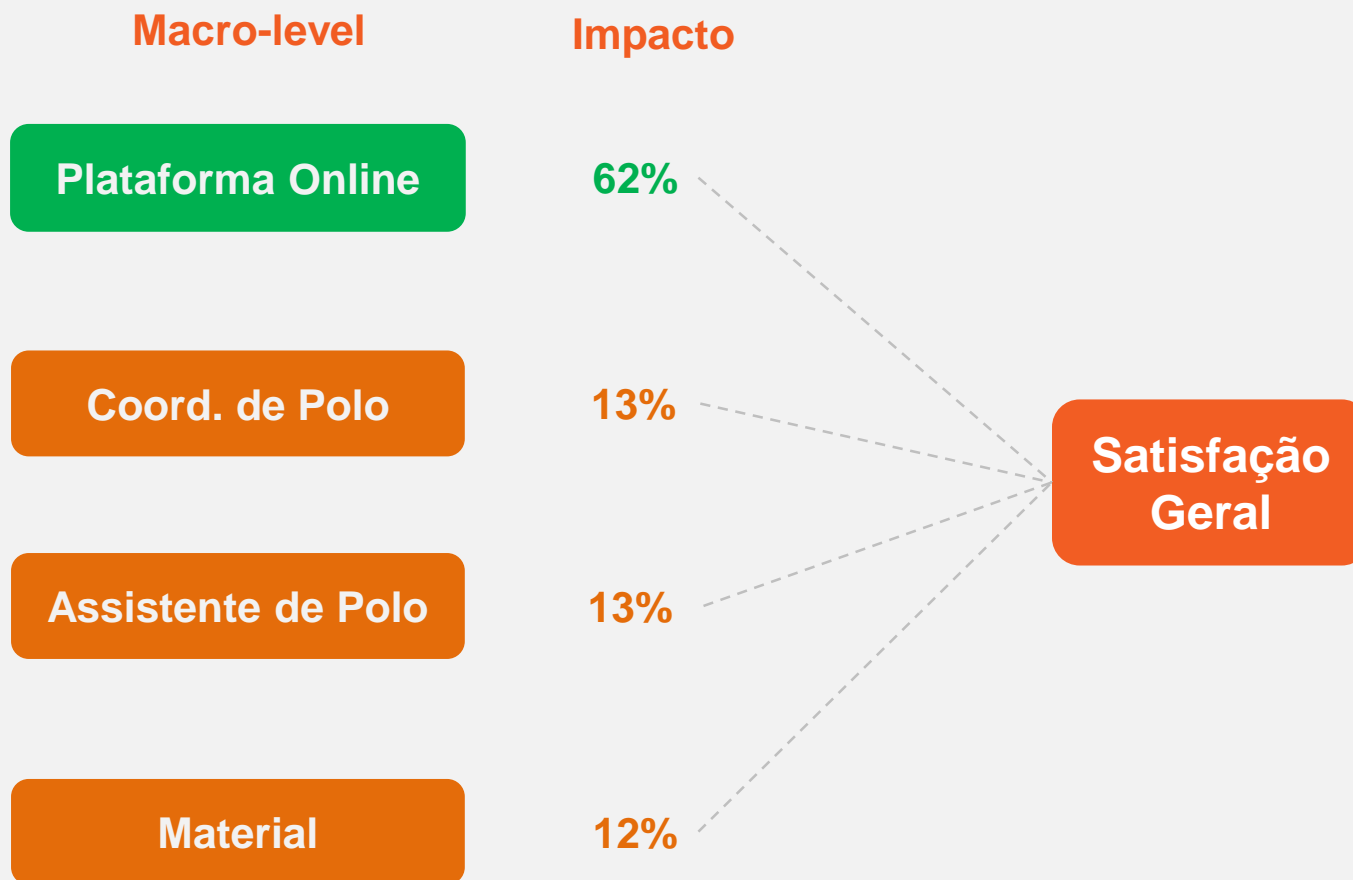 Macro-level
Impacto
Plataforma Online
62%
Coord. de Polo
13%
Assistente de Polo
13%
Material
12%
Satisfação
Geral